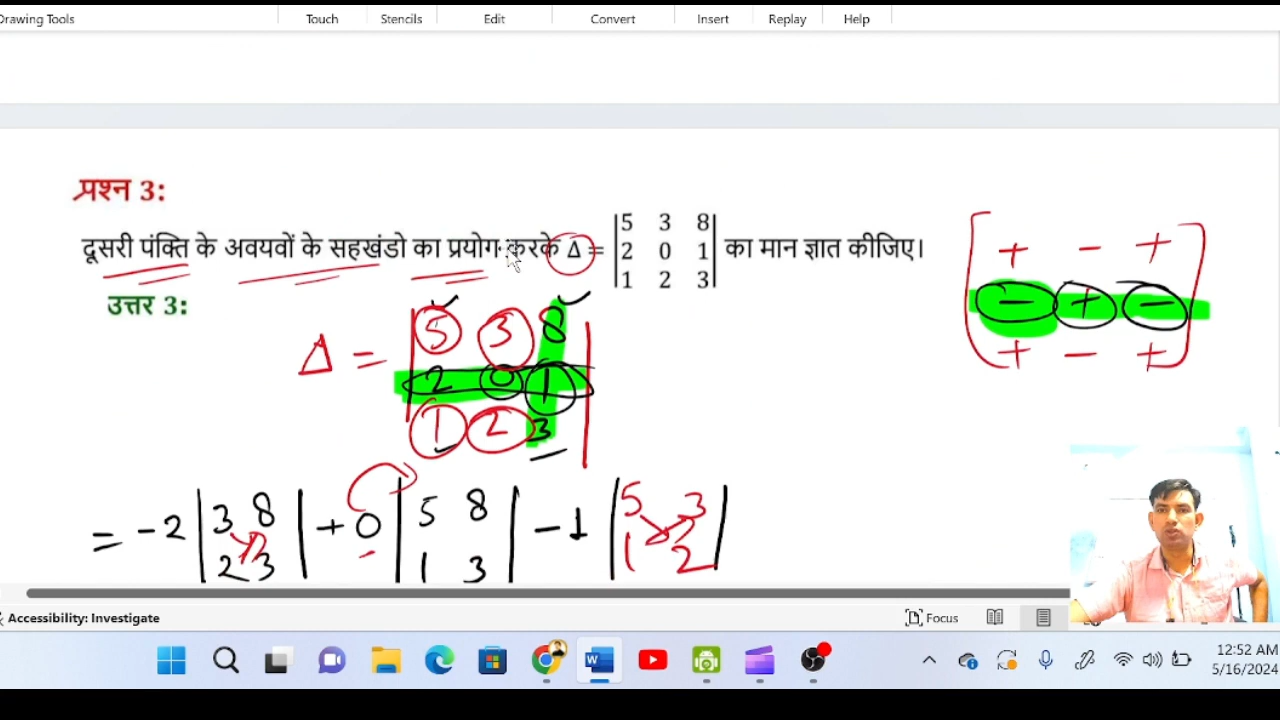 Drawing Tools Touch Stencils Edit Convert Insert Replay Help
प्रश्न 3:
दूसरी पंक्ति के अवयवों के सहखंडो का प्रयोग करके Δ = |5 3 8| का मान ज्ञात कीजिए।
|2 0 1|
|1 2 3|
उत्तर 3:
+ - +
- + -
+ - +
Δ = |5 3 8|
|2 0 1|
|1 2 3|
= -2 |3 8| + 0 |5 8| - 1 |5 3|
|2 3| |1 3| |1 2|
Accessibility: Investigate Focus
12:52 AM
5/16/2024